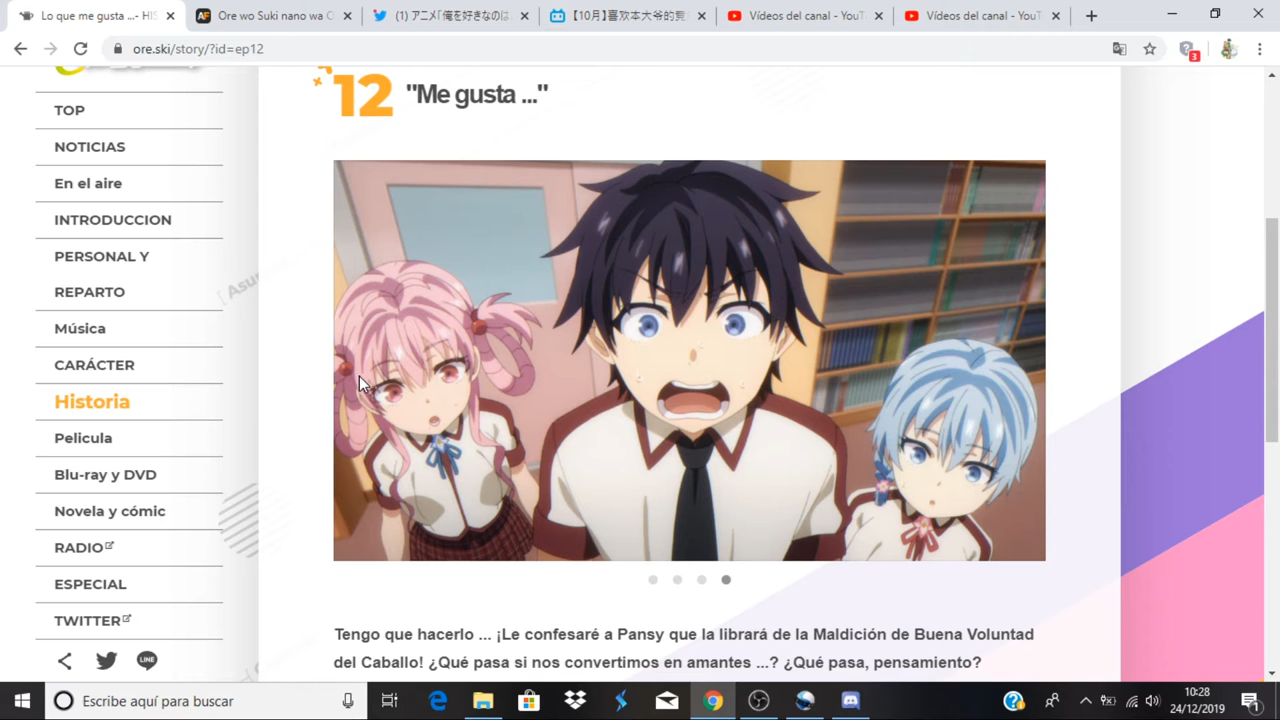 Lo que me gusta ...- HIS
Ore wo Suki nano wa O
(1) アニメ「俺を好きなのは
【10月】喜欢本大爷的竟
Vídeos del canal - YouT
Vídeos del canal - YouT
ore.ski/story/?id=ep12
3
TOP
NOTICIAS
En el aire
INTRODUCCION
PERSONAL Y
REPARTO
Música
CARÁCTER
Historia
Pelicula
Blu-ray y DVD
Novela y cómic
RADIO
ESPECIAL
TWITTER
LINE
12 "Me gusta ..."
Tengo que hacerlo ... ¡Le confesaré a Pansy que la librará de la Maldición de Buena Voluntad
del Caballo! ¿Qué pasa si nos convertimos en amantes ...? ¿Qué pasa, pensamiento?
Escribe aquí para buscar
10:28
24/12/2019
1